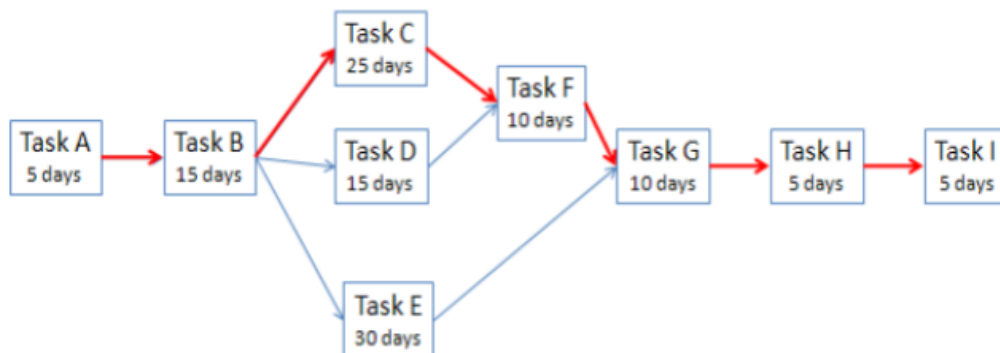 Task C
25 days
Task F
10 days
Task A
5 days
Task B
15 days
Task D
15 days
Task G
10 days
Task H
5 days
Task I
5 days
Task E
30 days